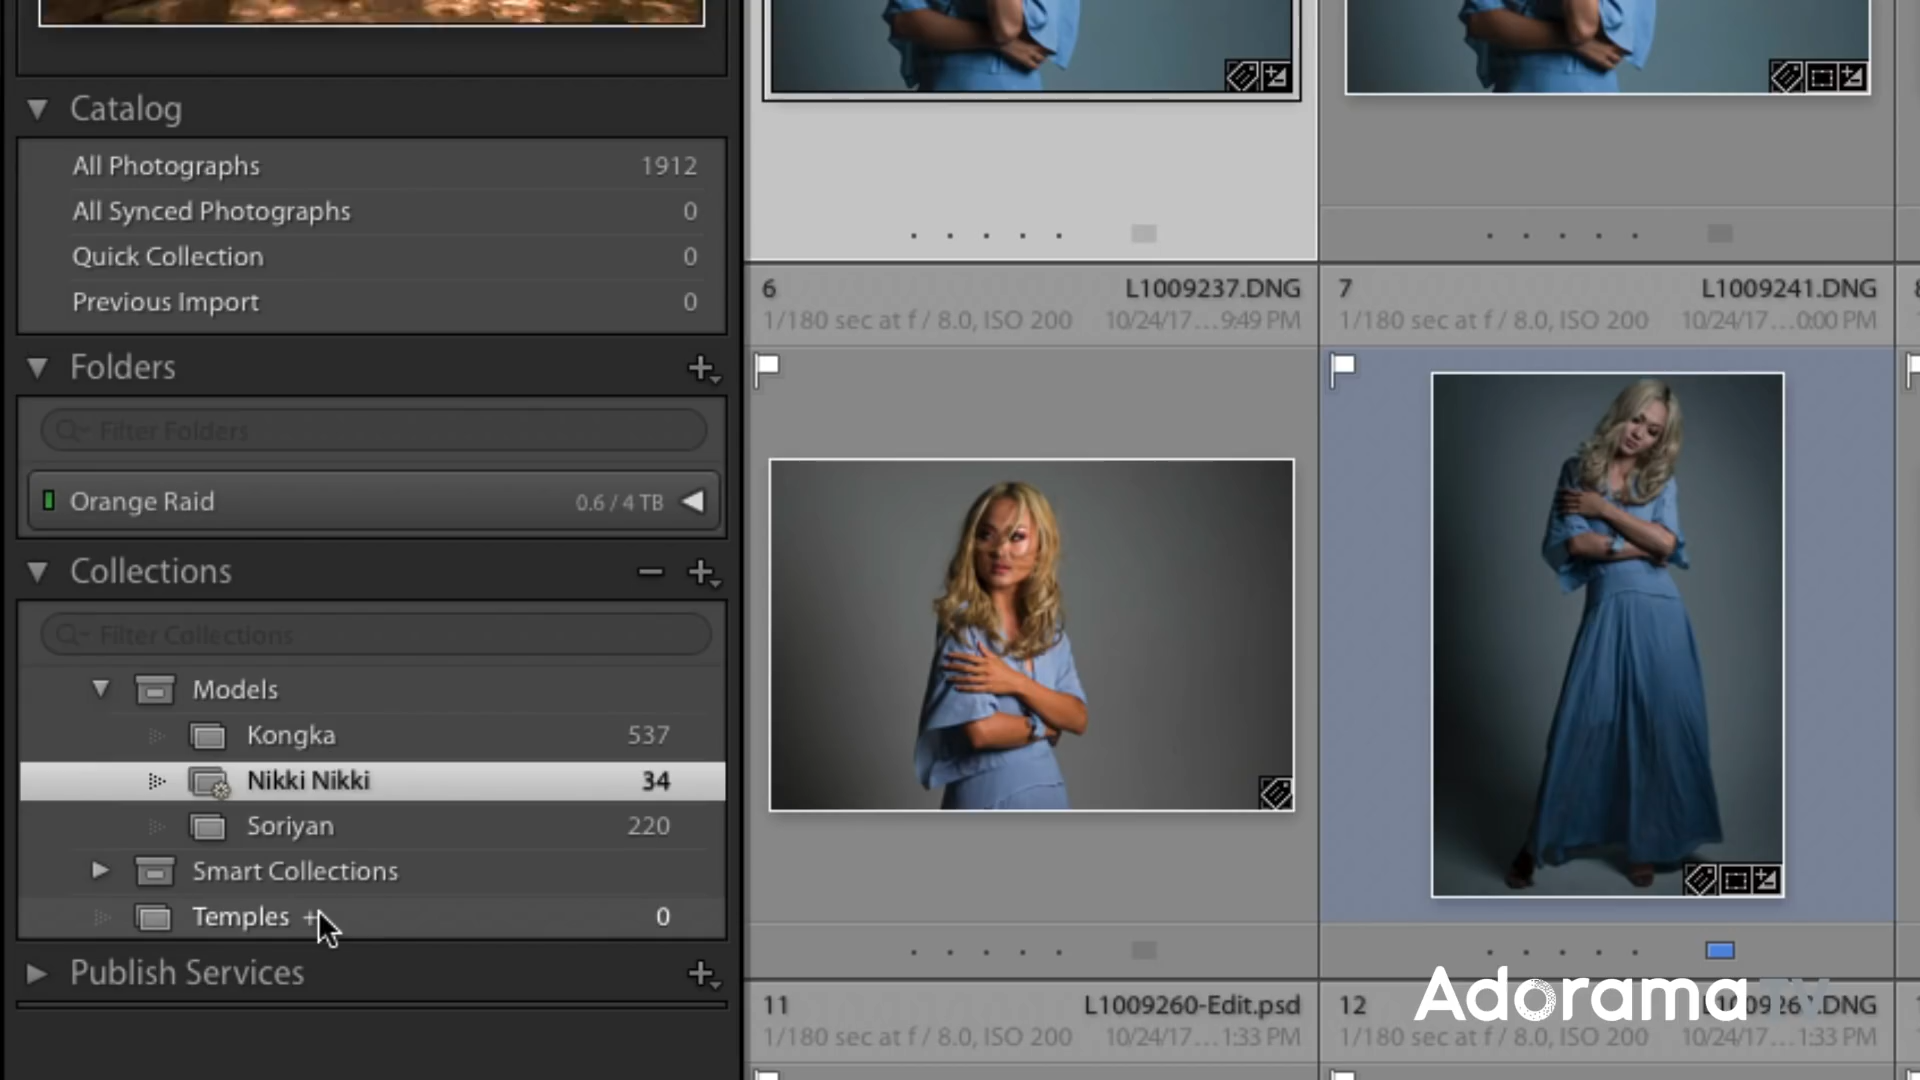 Catalog
All Photographs 1912
All Synced Photographs 0
Quick Collection 0
Previous Import 0
Folders
Filter Folders
Orange Raid 0.6 / 4 TB
Collections
Filter Collections
Models
Kongka 537
Nikki Nikki 34
Soriyan 220
Smart Collections
Temples + 0
Publish Services
6 L1009237.DNG
1/180 sec at f / 8.0, ISO 200 10/24/17...9:49 PM
7 L1009241.DNG
1/180 sec at f / 8.0, ISO 200 10/24/17...0:00 PM
11 L1009260-Edit.psd
1/180 sec at f / 8.0, ISO 200 10/24/17...1:33 PM
12
1/180 sec at f / 8.0, ISO 200 10/24/17...1:33 PM
Adorama TV